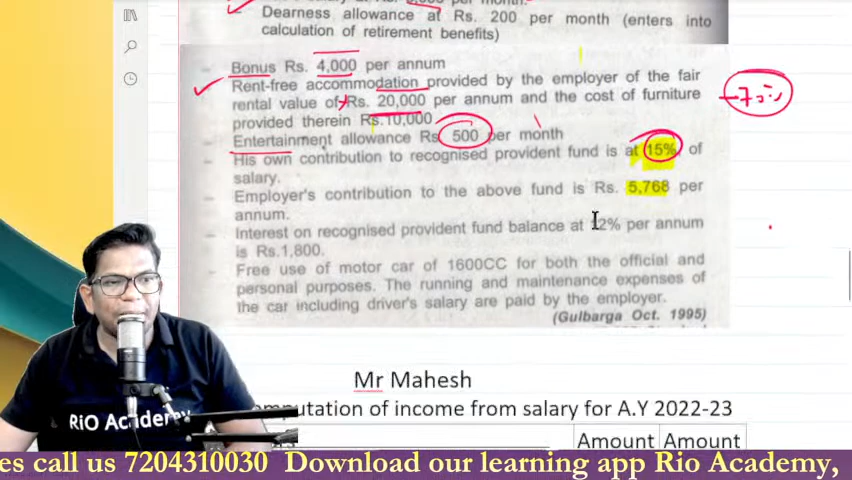 Dearness allowance at Rs. 200 per month (enters into
calculation of retirement benefits)
– Bonus Rs. 4,000 per annum
– Rent-free accommodation provided by the employer of the fair
rental value of Rs. 20,000 per annum and the cost of furniture
provided therein Rs.10,000
– Entertainment allowance Rs 500 per month
– His own contribution to recognised provident fund is at 15% of
salary.
– Employer's contribution to the above fund is Rs. 5,768 per
annum.
– Interest on recognised provident fund balance at 12% per annum
is Rs.1,800.
– Free use of motor car of 1600CC for both the official and
personal purposes. The running and maintenance expenses of
the car including driver's salary are paid by the employer.
(Gulbarga Oct. 1995)
Mr Mahesh
omputation of income from salary for A.Y 2022-23
Amount Amount
RiO Academy
es call us 7204310030 Download our learning app Rio Academy,